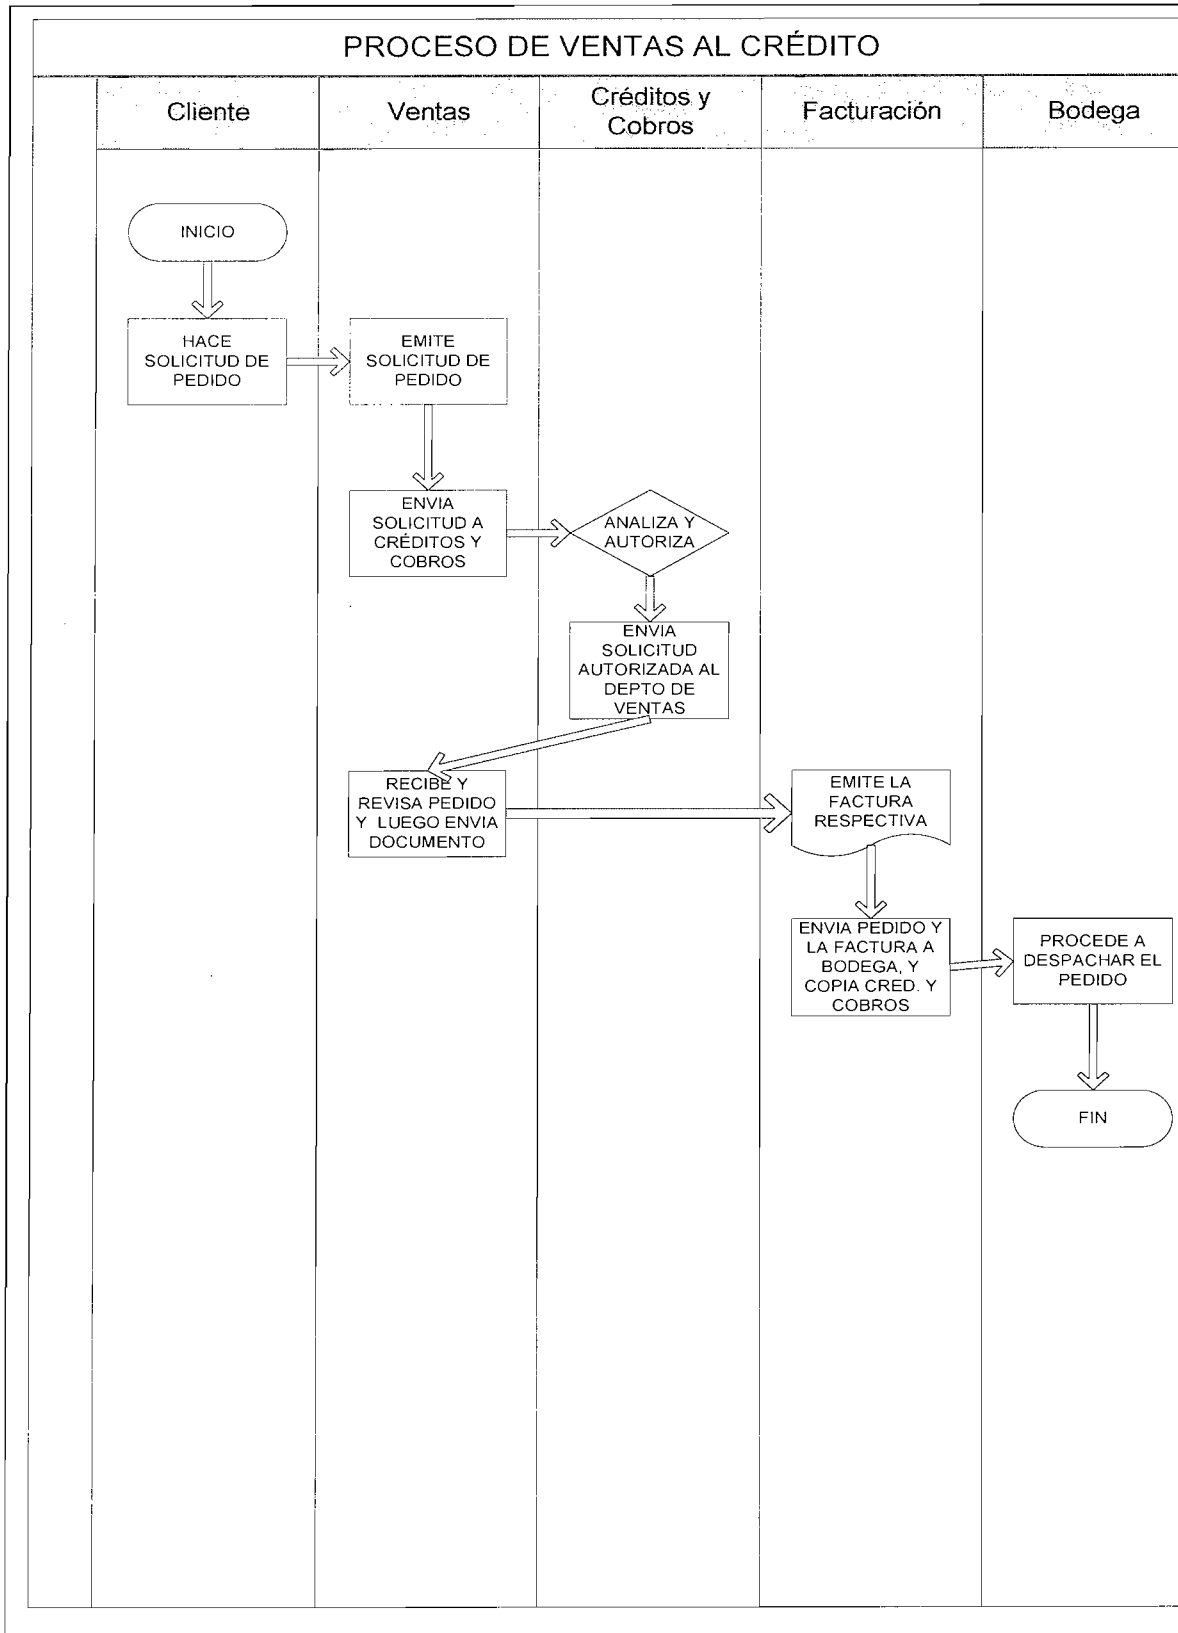 PROCESO DE VENTAS AL CRÉDITO
Cliente
Ventas
Créditos y
Cobros
Facturación
Bodega
INICIO
HACE
SOLICITUD DE
PEDIDO
EMITE
SOLICITUD DE
PEDIDO
ENVIA
SOLICITUD A
CRÉDITOS Y
COBROS
ANALIZA Y
AUTORIZA
ENVIA
SOLICITUD
AUTORIZADA AL
DEPTO DE
VENTAS
RECIBE Y
REVISA PEDIDO
Y LUEGO ENVIA
DOCUMENTO
EMITE LA
FACTURA
RESPECTIVA
ENVIA PEDIDO Y
LA FACTURA A
BODEGA, Y
COPIA CRED. Y
COBROS
PROCEDE A
DESPACHAR EL
PEDIDO
FIN